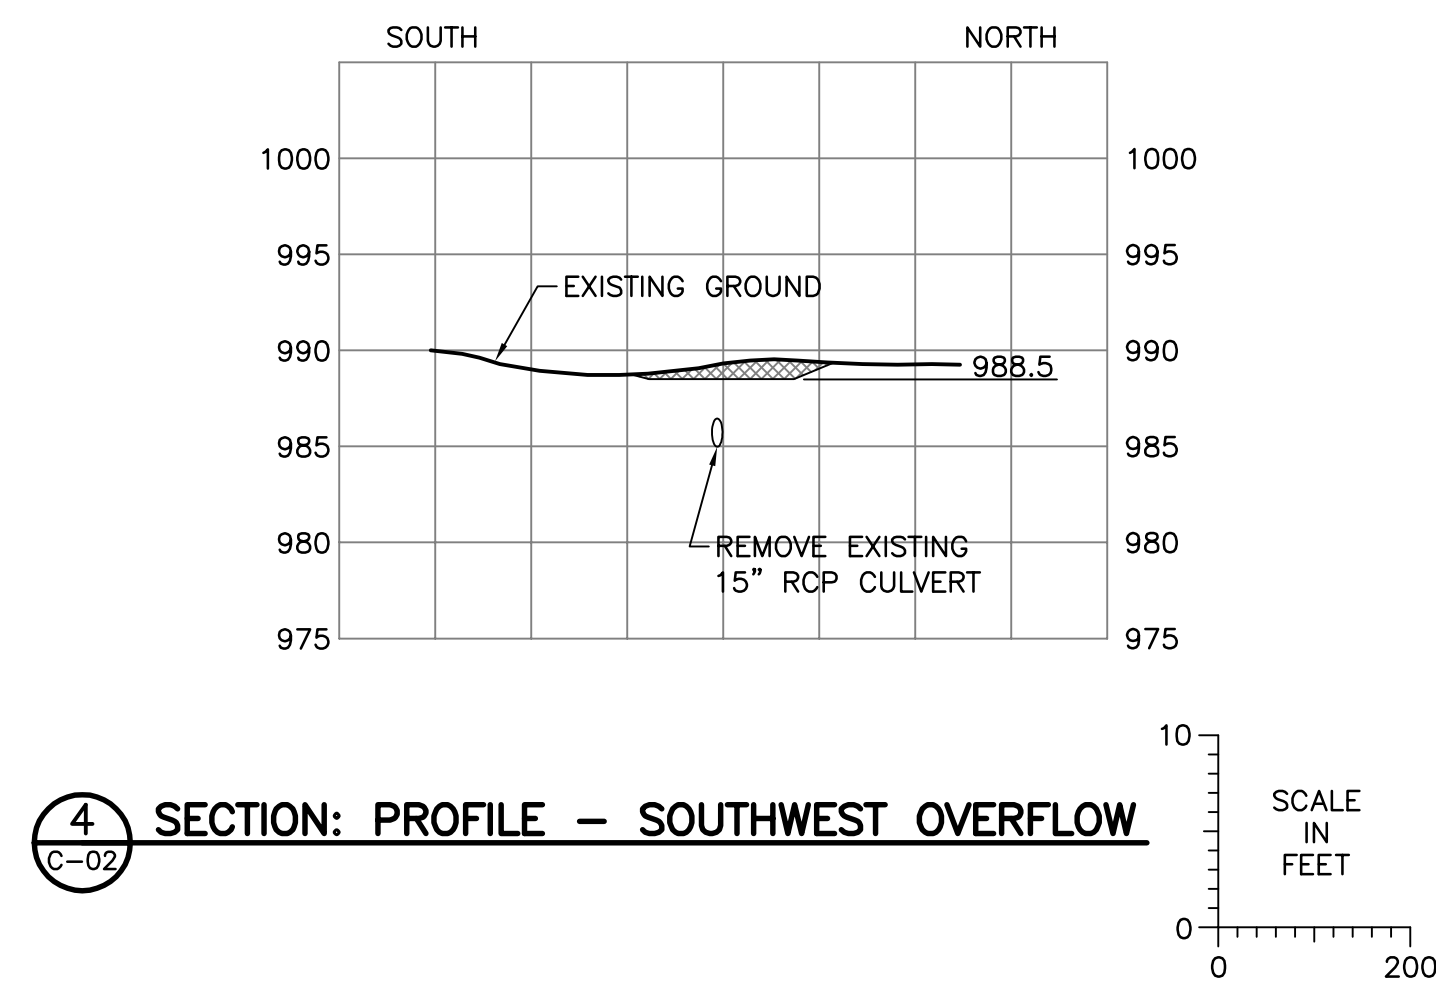 SOUTH NORTH
1000 1000
995 995
EXISTING GROUND
990 990
988.5
985 985
980 980
REMOVE EXISTING
15” RCP CULVERT
975 975
10
SCALE
IN
FEET
4
C–02
SECTION: PROFILE – SOUTHWEST OVERFLOW
0
0 200